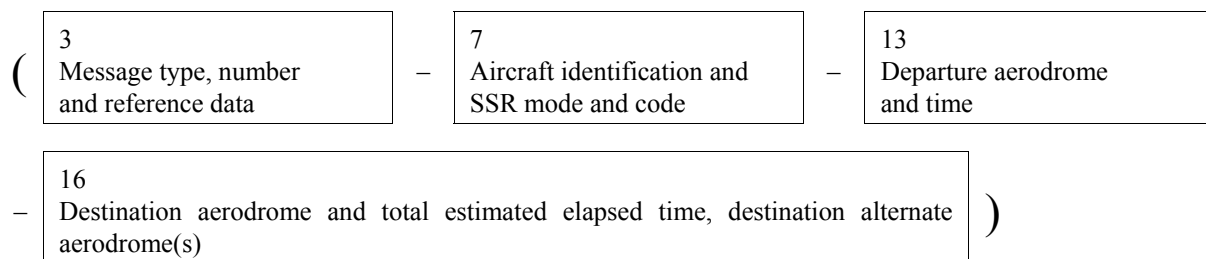 ( 3 7 13
Message type, number – Aircraft identification and – Departure aerodrome
and reference data SSR mode and code and time
16
– Destination aerodrome and total estimated elapsed time, destination alternate )
aerodrome(s)